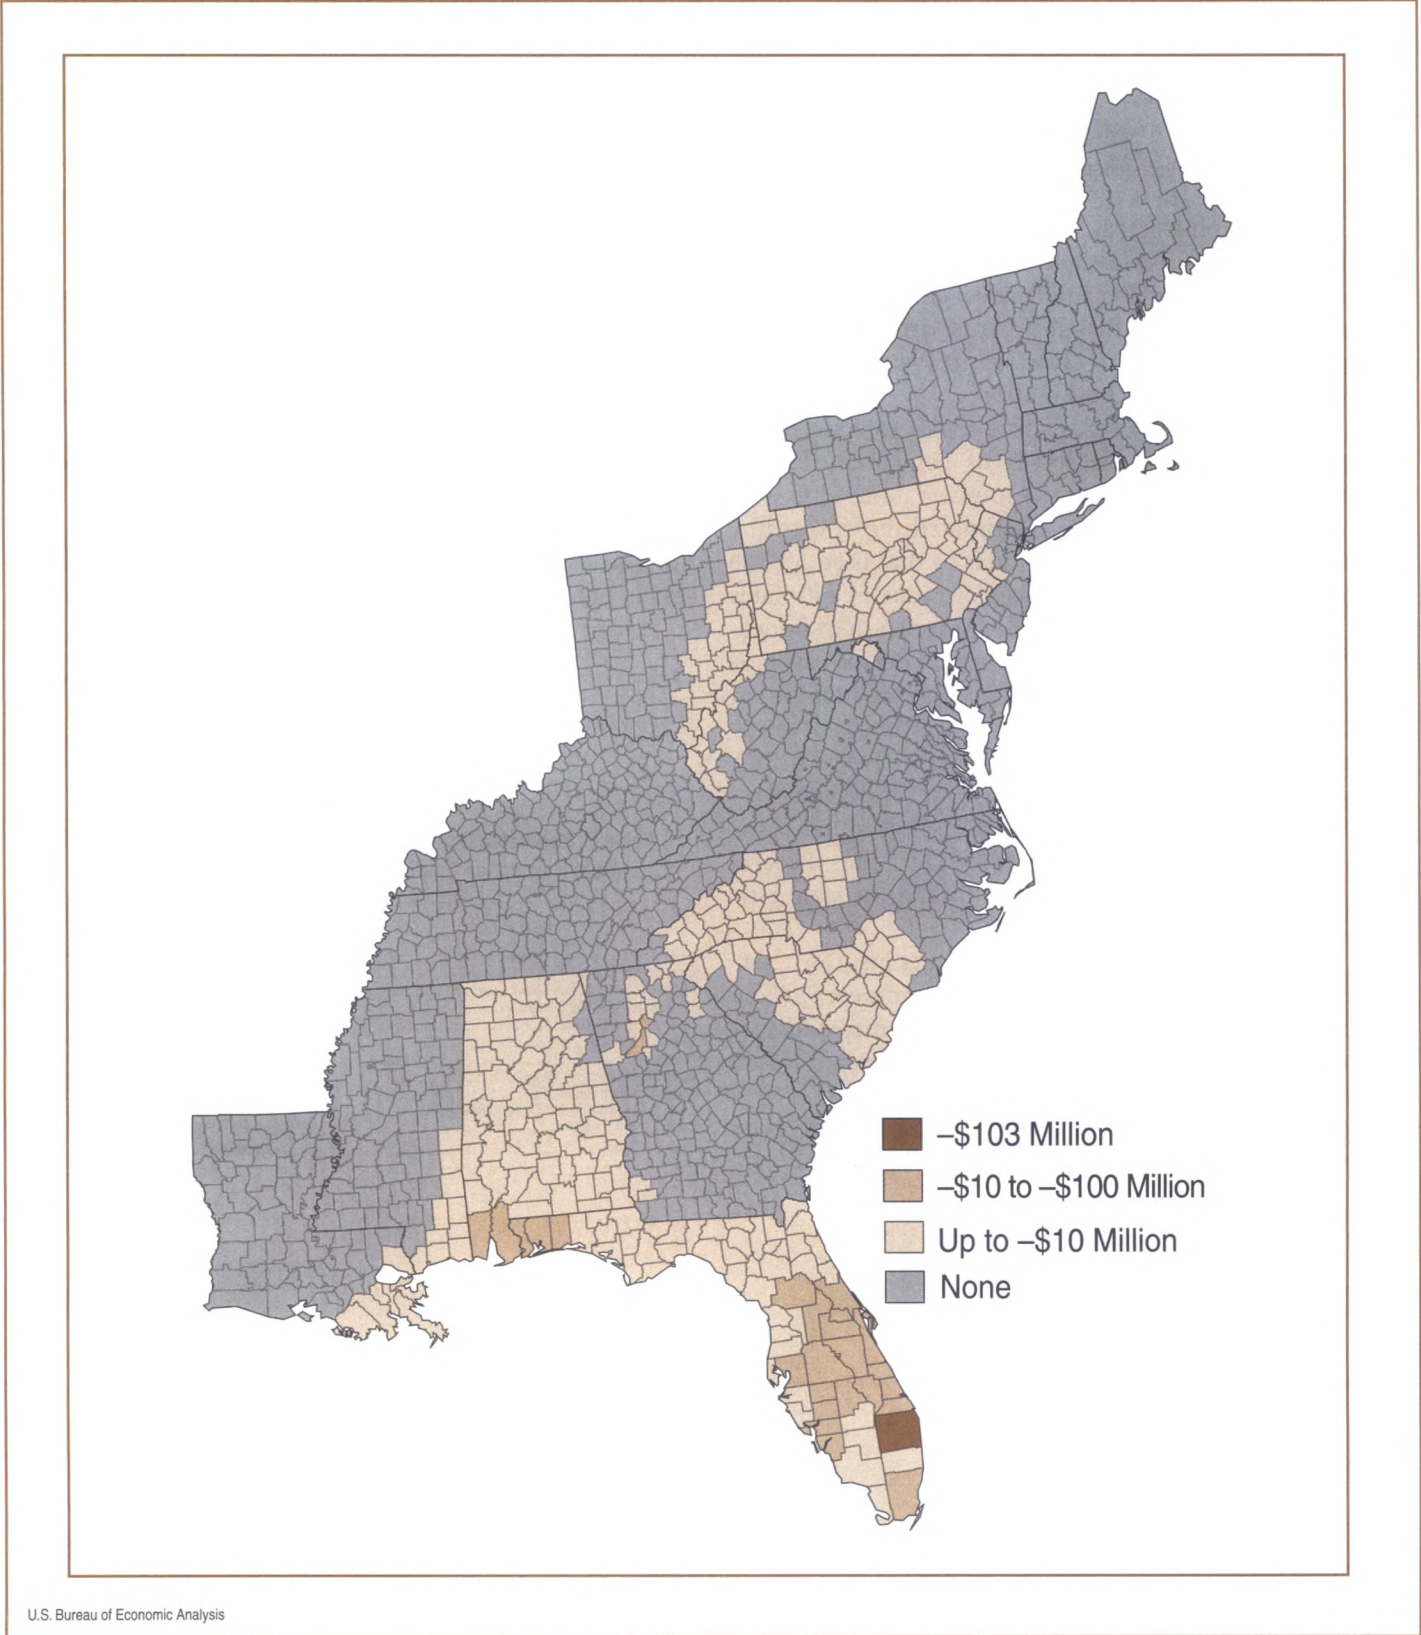 –$103 Million
–$10 to –$100 Million
Up to –$10 Million
None
U.S. Bureau of Economic Analysis